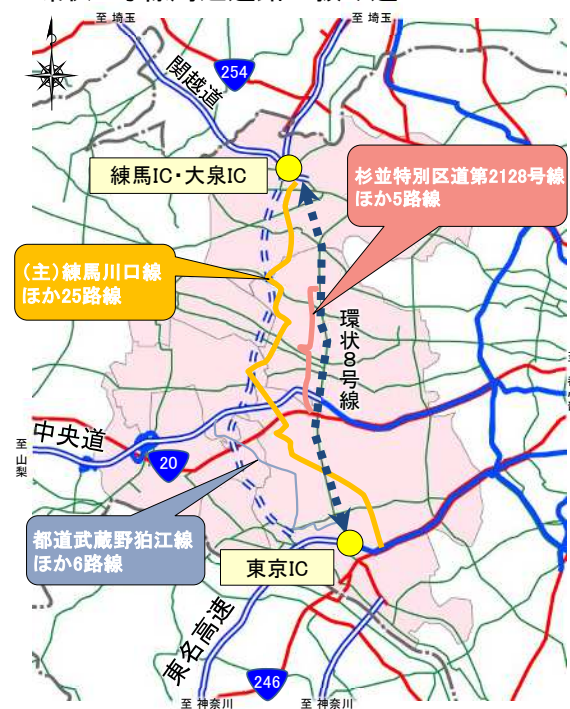 至 埼玉
至 埼玉
254
関越道
練馬IC・大泉IC
杉並特別区道第2128号線
ほか5路線
(主)練馬川口線
ほか25路線
環状8号線
中央道
至 山梨
20
都道武蔵野狛江線
ほか6路線
東京IC
東名高速
246
至 神奈川
至 神奈川